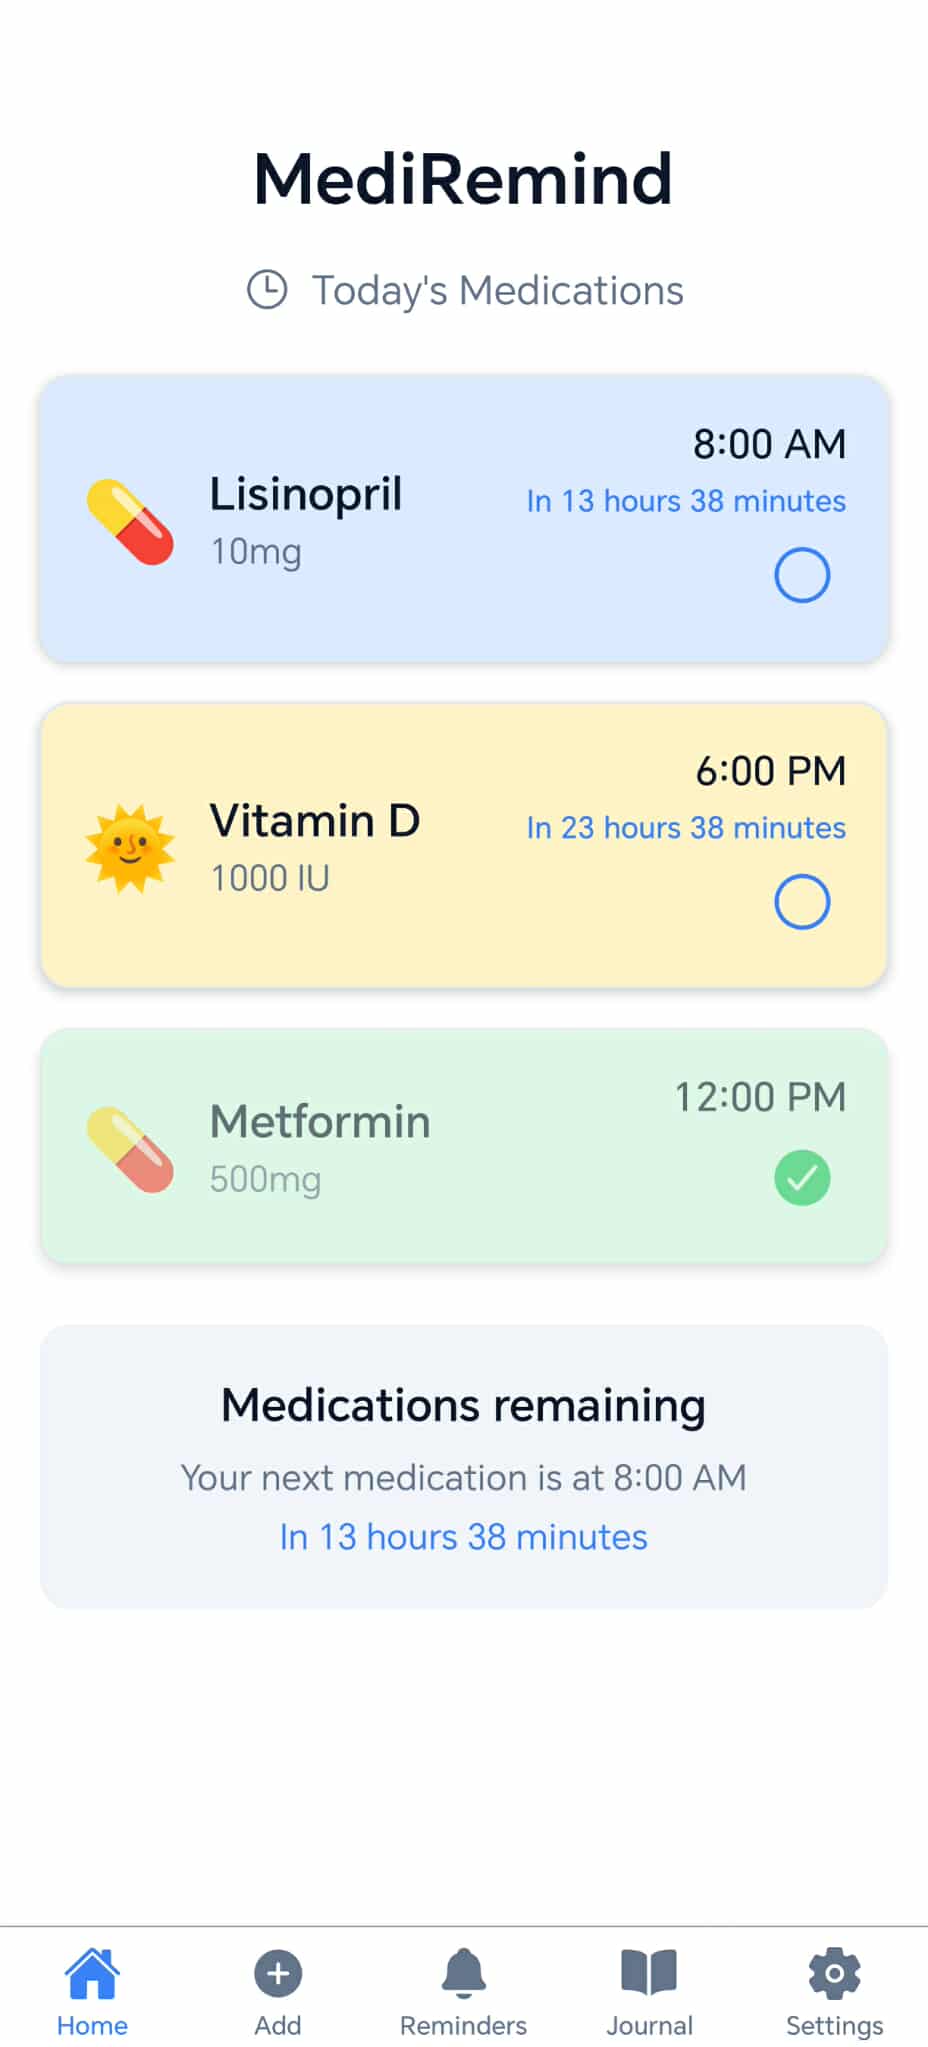 MediRemind
Today's Medications
Lisinopril
10mg
8:00 AM
In 13 hours 38 minutes
Vitamin D
1000 IU
6:00 PM
In 23 hours 38 minutes
Metformin
500mg
12:00 PM
Medications remaining
Your next medication is at 8:00 AM
In 13 hours 38 minutes
Home
Add
Reminders
Journal
Settings